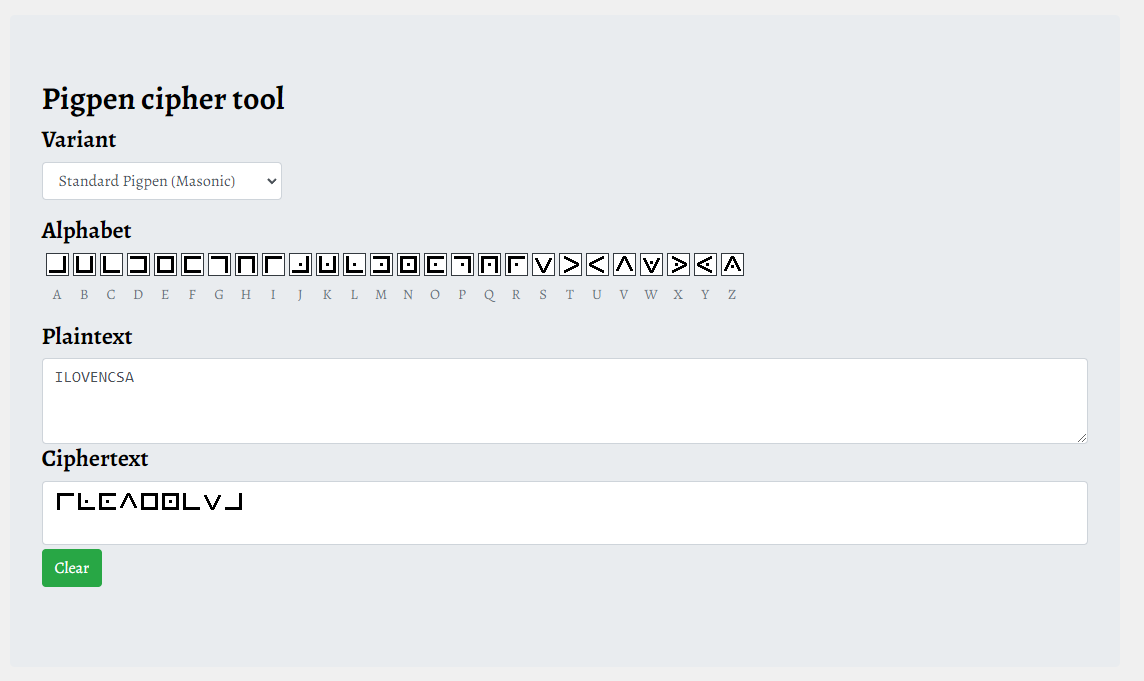 Pigpen cipher tool
Variant
Standard Pigpen (Masonic)
Alphabet
A B C D E F G H I J K L M N O P Q R S T U V W X Y Z
Plaintext
ILOVENCSA
Ciphertext
Clear